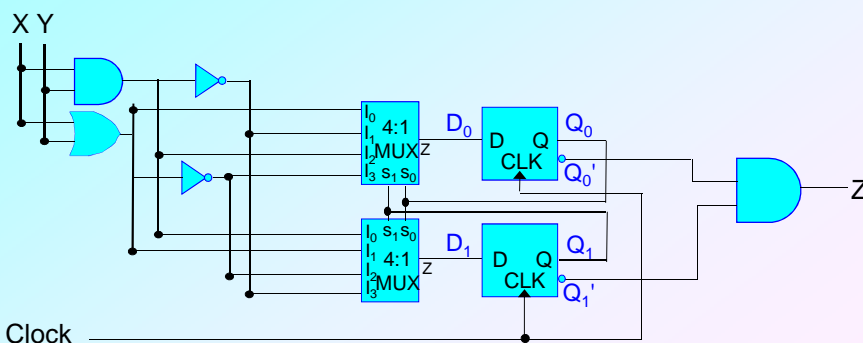 X Y
I0
I1
I2
I3
4:1
MUX
Z
S1 S0
D0
D Q
CLK
Q0
Q0'
Z
I0
I1
I2
I3
S1 S0
4:1
MUX
Z
D1
D Q
CLK
Q1
Q1'
Clock